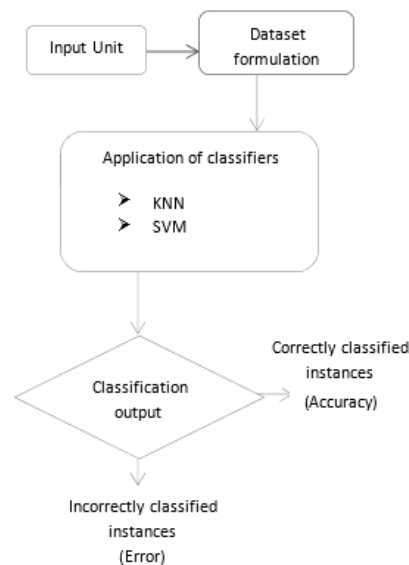 Input Unit
Dataset
formulation
Application of classifiers
KNN
SVM
Classification
output
Correctly classified
instances
(Accuracy)
Incorrectly classified
instances
(Error)